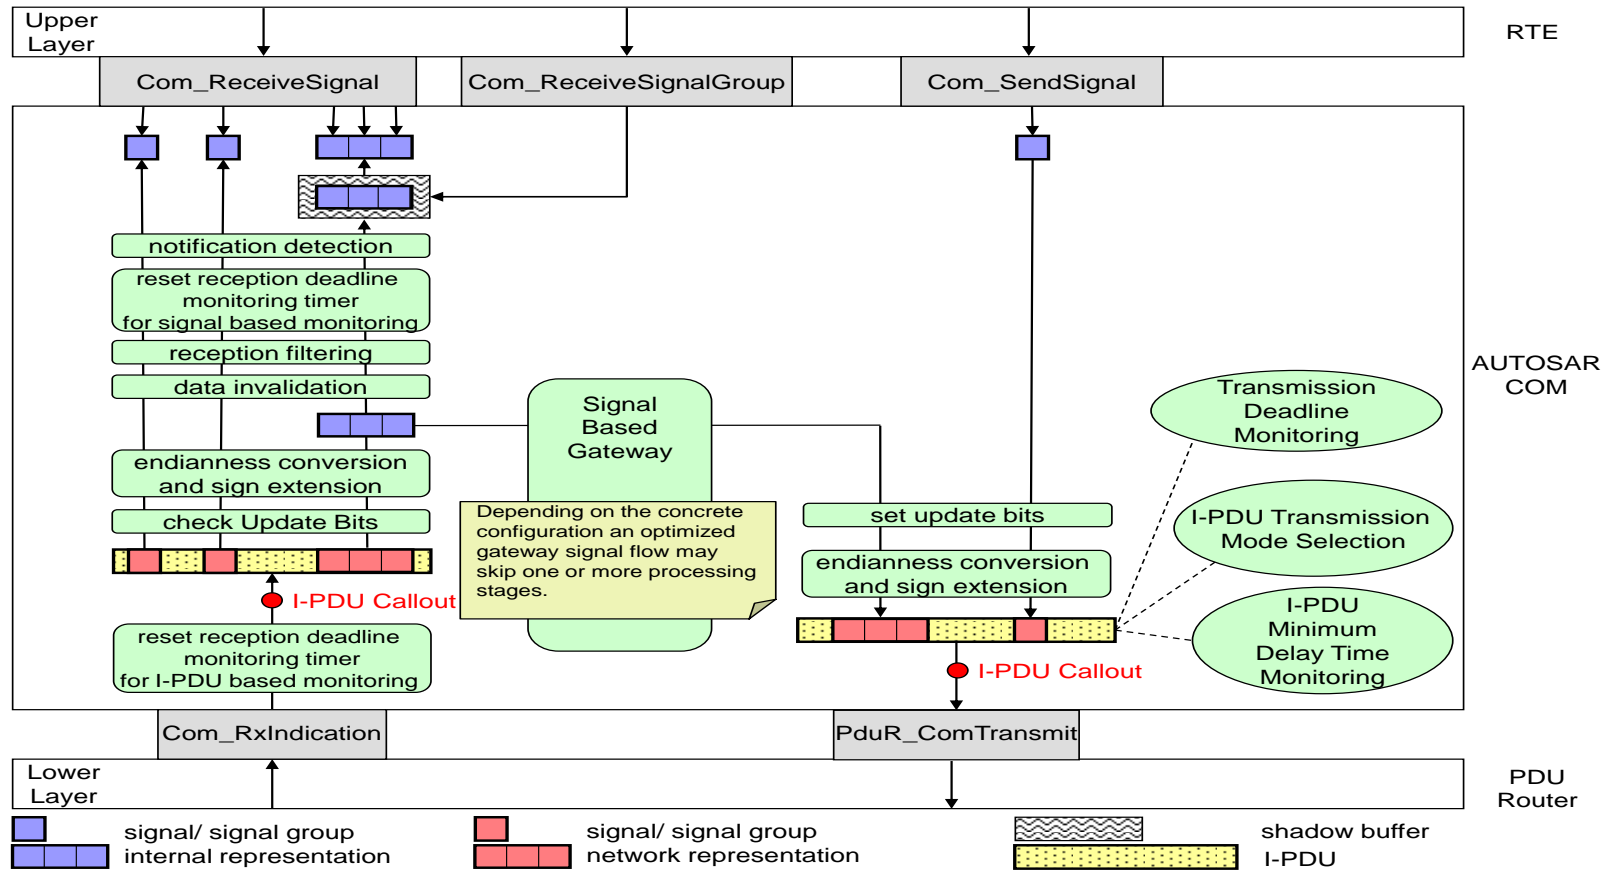 Upper
Layer
RTE
Com_ReceiveSignal
Com_ReceiveSignalGroup
Com_SendSignal
notification detection
reset reception deadline
monitoring timer
for signal based monitoring
reception filtering
data invalidation
endianness conversion
and sign extension
check Update Bits
I-PDU Callout
reset reception deadline
monitoring timer
for I-PDU based monitoring
Com_RxIndication
Signal
Based
Gateway
Depending on the concrete
configuration an optimized
gateway signal flow may
skip one or more processing
stages.
set update bits
endianness conversion
and sign extension
I-PDU Callout
PduR_ComTransmit
Transmission
Deadline
Monitoring
I-PDU Transmission
Mode Selection
I-PDU
Minimum
Delay Time
Monitoring
AUTOSAR
COM
Lower
Layer
PDU
Router
signal/ signal group
internal representation
signal/ signal group
network representation
shadow buffer
I-PDU